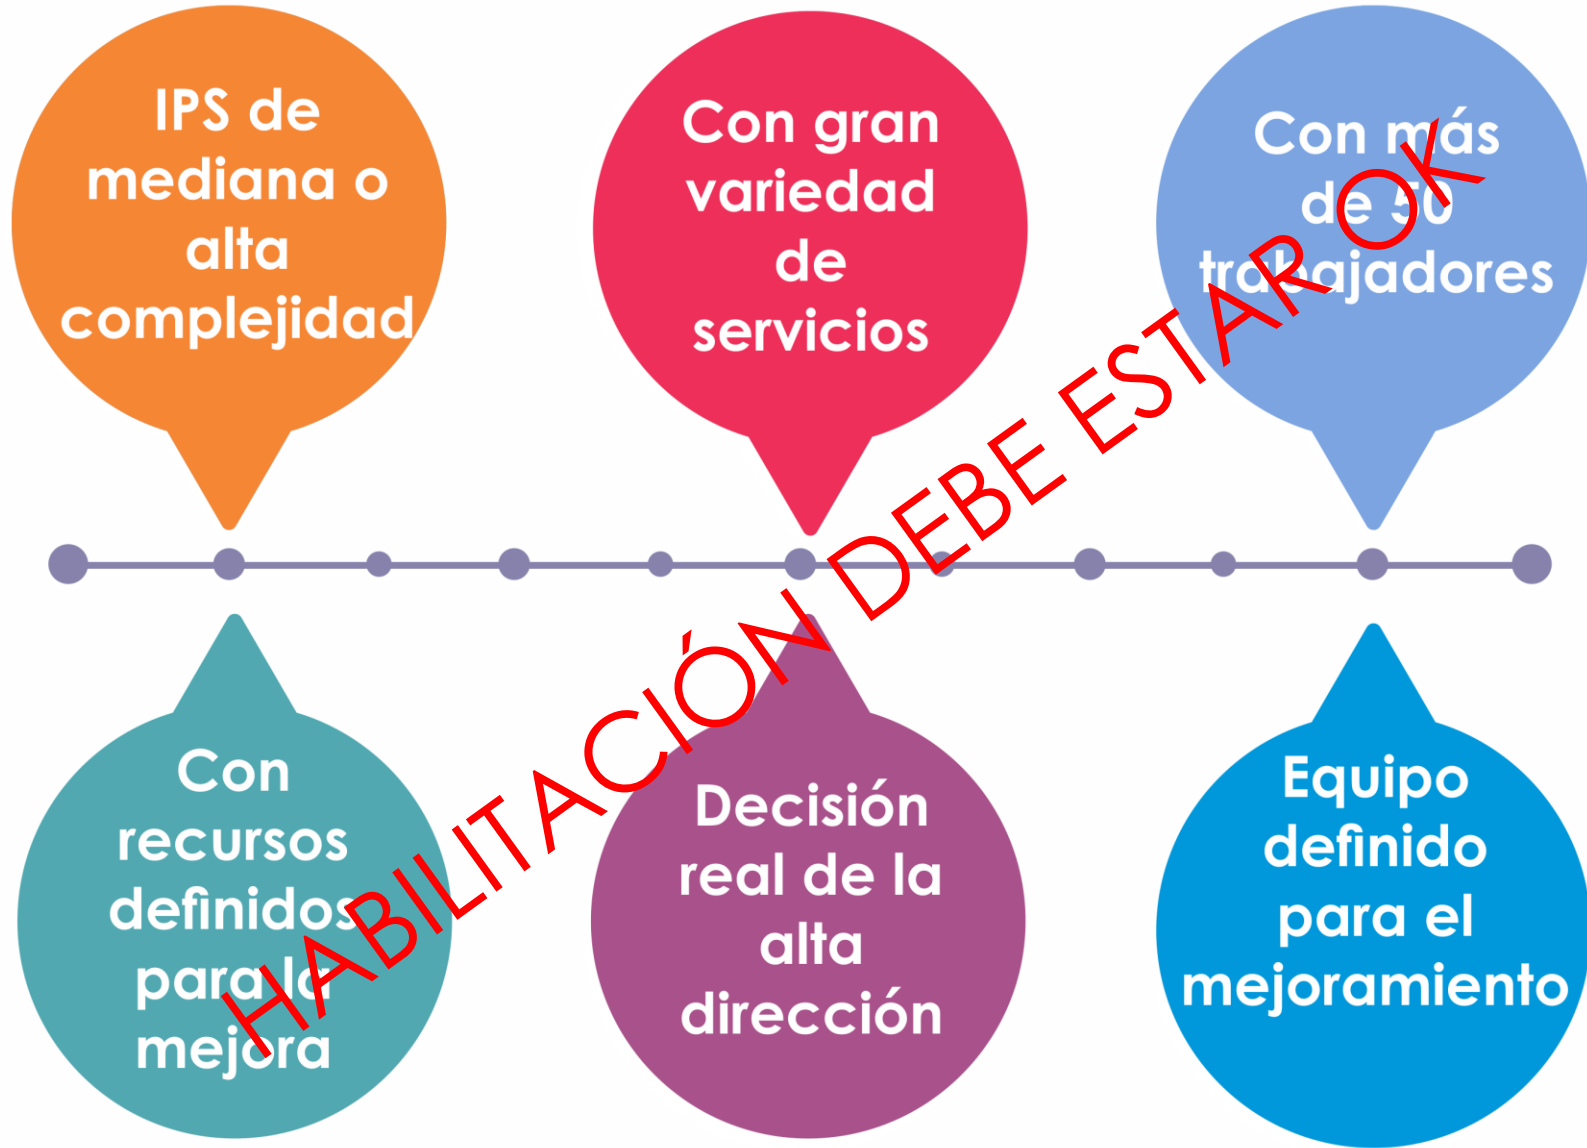 IPS de
mediana o
alta
complejidad
Con gran
variedad
de
servicios
Con más
de 50
trabajadores
HABILITACIÓN DEBE ESTAR OK
Con
recursos
definidos
para la
mejora
Decisión
real de la
alta
dirección
Equipo
definido
para el
mejoramiento